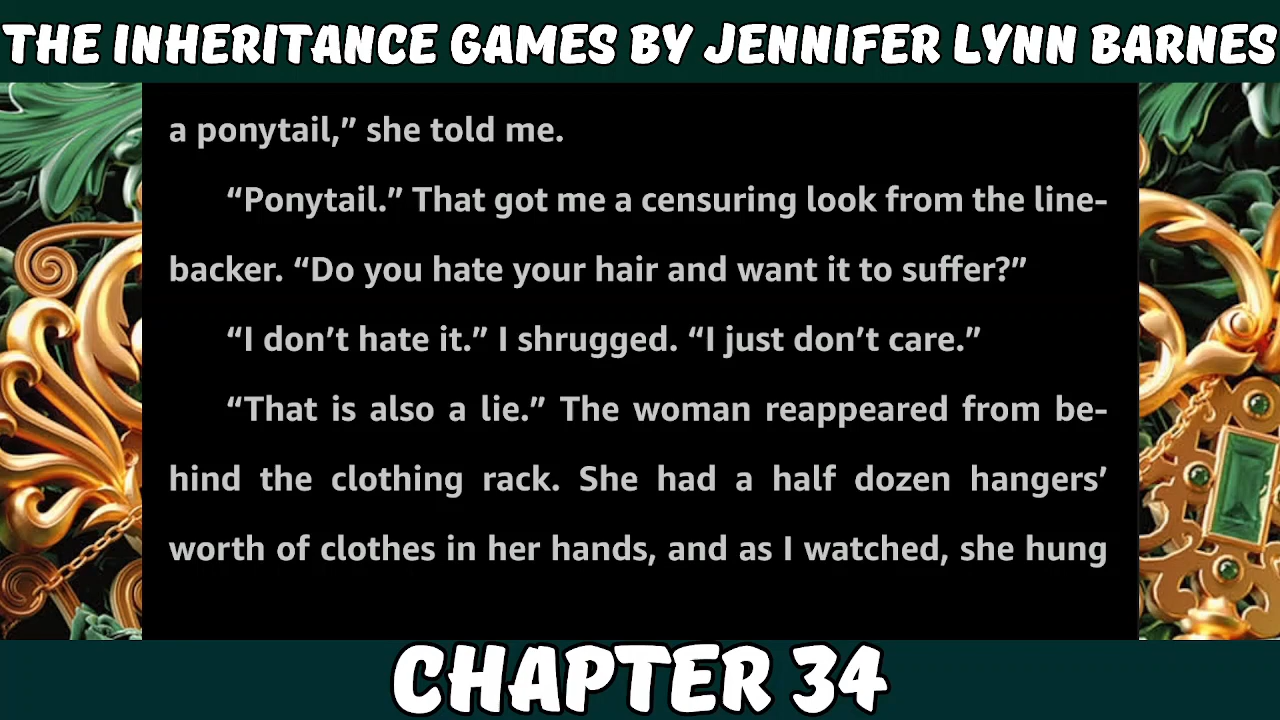 THE INHERITANCE GAMES BY JENNIFER LYNN BARNES
a ponytail,” she told me.
“Ponytail.” That got me a censuring look from the line-
backer. “Do you hate your hair and want it to suffer?”
“I don’t hate it.” I shrugged. “I just don’t care.”
“That is also a lie.” The woman reappeared from be-
hind the clothing rack. She had a half dozen hangers’
worth of clothes in her hands, and as I watched, she hung
CHAPTER 34